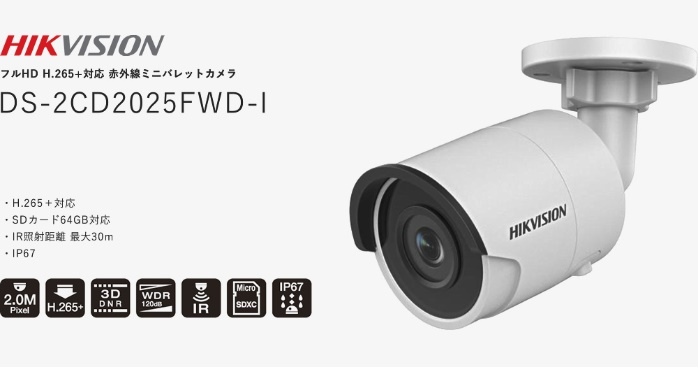 HIKVISION
フルHD H.265+対応 赤外線ミニバレットカメラ
DS-2CD2025FWD-I
・H.265＋対応
・SDカード64GB対応
・IR照射距離 最大30m
・IP67
2.0M
Pixel
H.265+
3D
DNR
WDR
120dB
IR
Micro
SDXC
IP67
HIKVISION